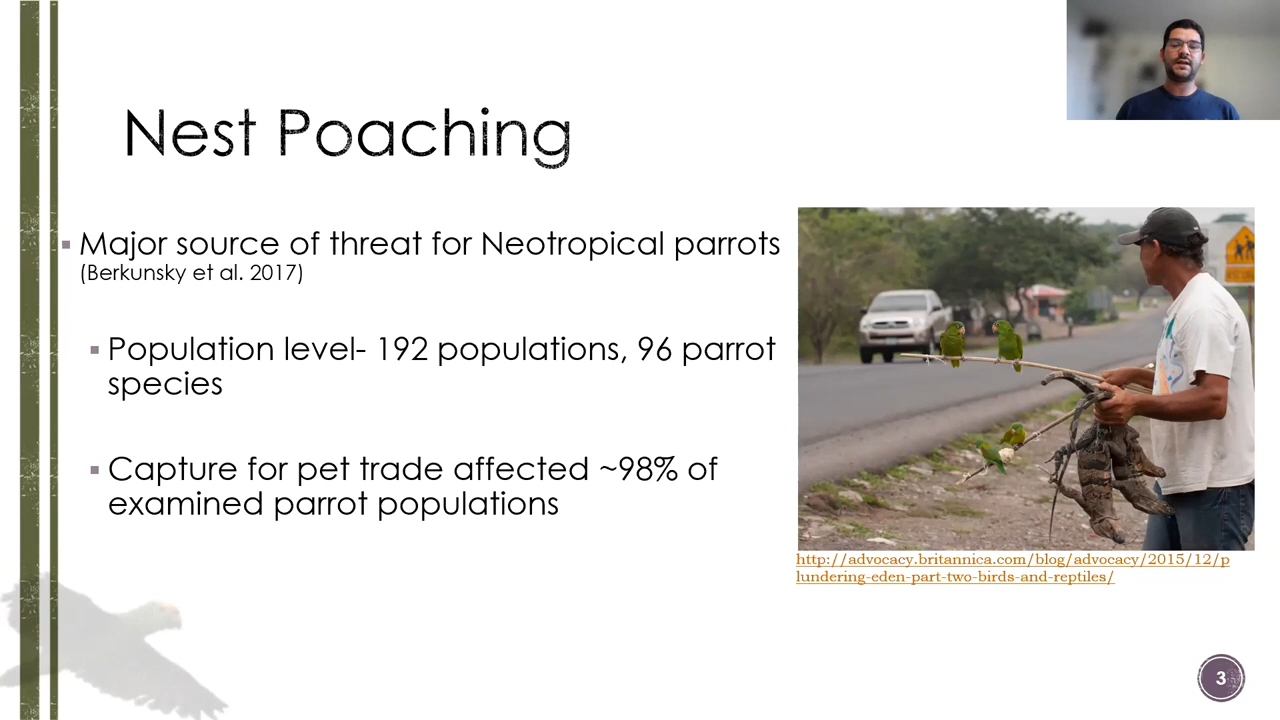 Nest Poaching
Major source of threat for Neotropical parrots
(Berkunsky et al. 2017)
Population level- 192 populations, 96 parrot
species
Capture for pet trade affected ~98% of
examined parrot populations
http://advocacy.britannica.com/blog/advocacy/2015/12/p
lundering-eden-part-two-birds-and-reptiles/
3